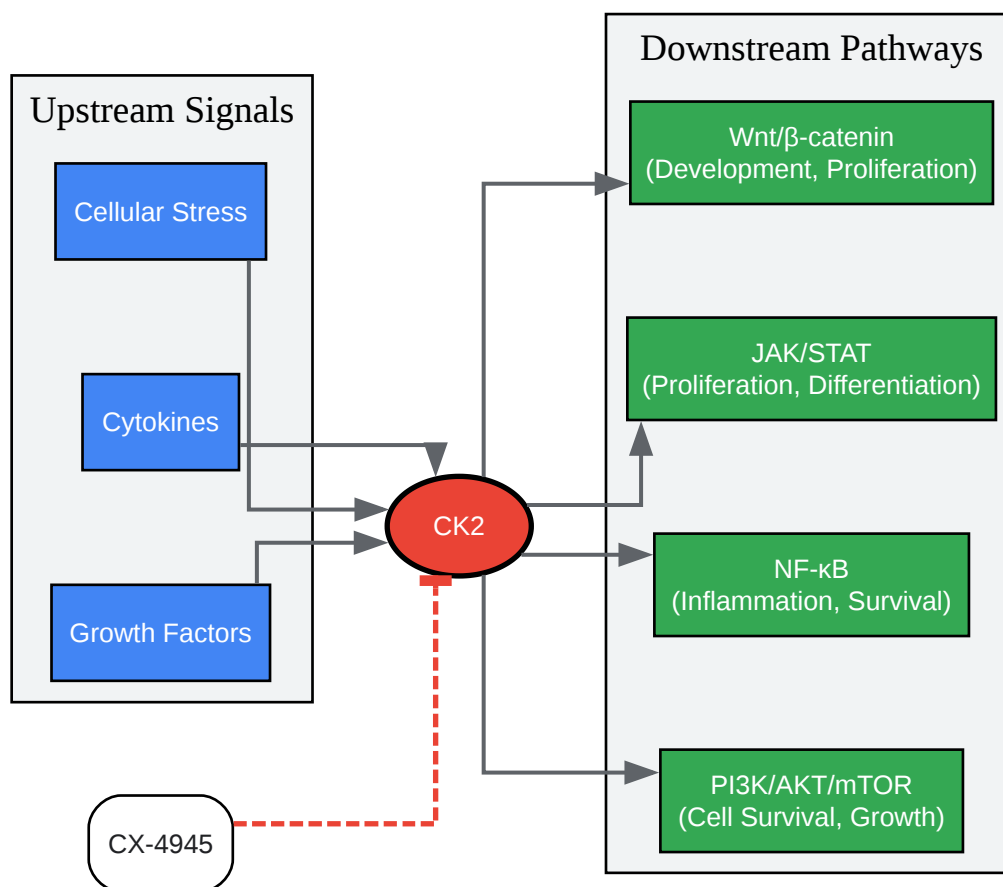 Upstream Signals
Cellular Stress
Cytokines
Growth Factors
CX-4945
CK2
Downstream Pathways
Wnt/β-catenin
(Development, Proliferation)
JAK/STAT
(Proliferation, Differentiation)
NF-κB
(Inflammation, Survival)
PI3K/AKT/mTOR
(Cell Survival, Growth)